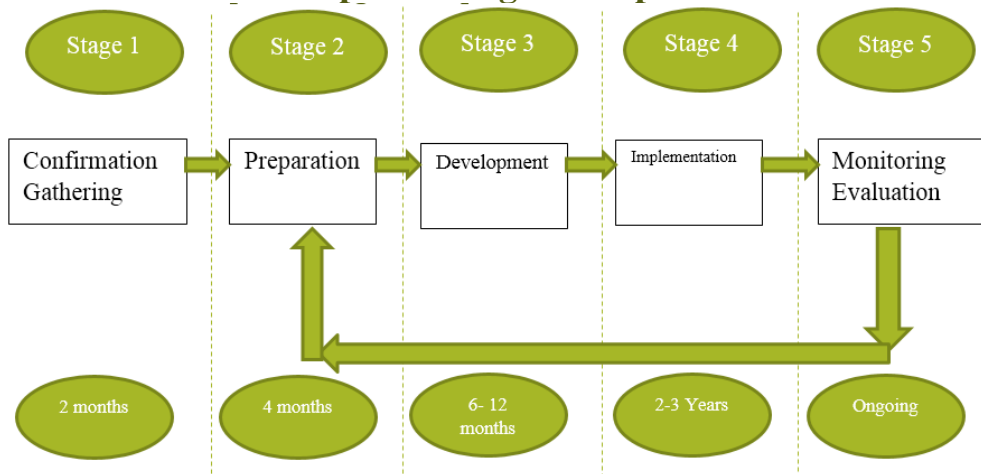 Stage 1
Stage 2
Stage 3
Stage 4
Stage 5
Confirmation
Gathering
Preparation
Development
Implementation
Monitoring
Evaluation
2 months
4 months
6- 12
months
2-3 Years
Ongoing